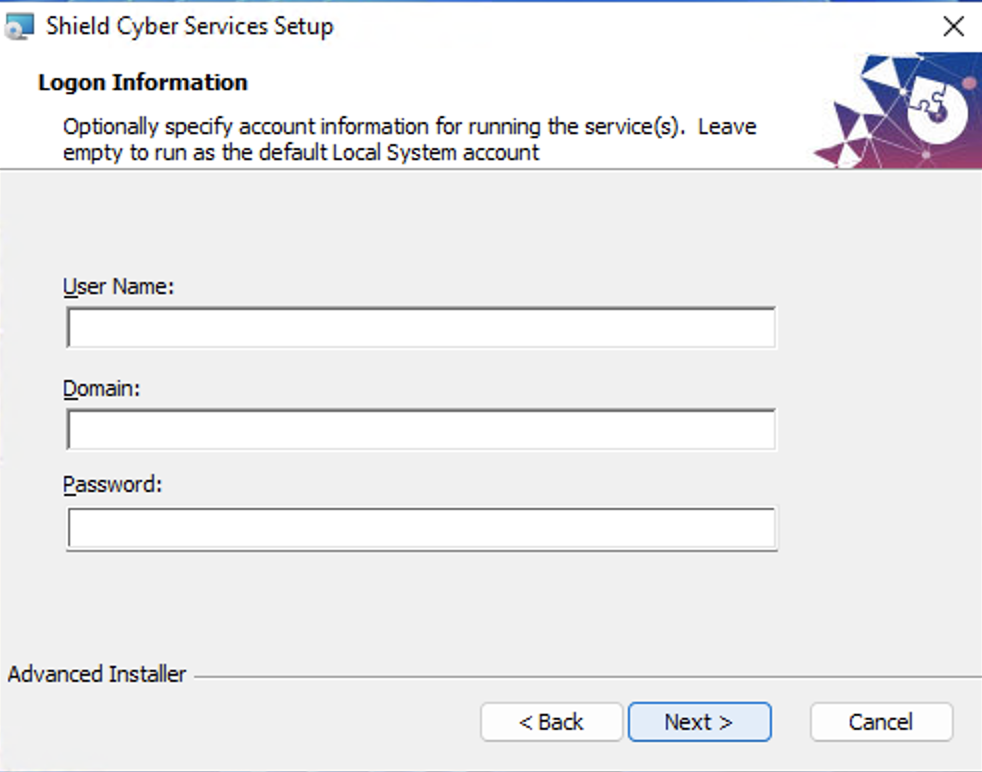 Shield Cyber Services Setup
Logon Information
Optionally specify account information for running the service(s).  Leave
empty to run as the default Local System account
User Name:
Domain:
Password:
Advanced Installer
< Back
Next >
Cancel